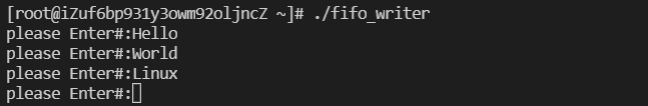 [root@iZuf6bp931y3owm92oljncZ ~]# ./fifo_writer
please Enter#:Hello
please Enter#:World
please Enter#:Linux
please Enter#: